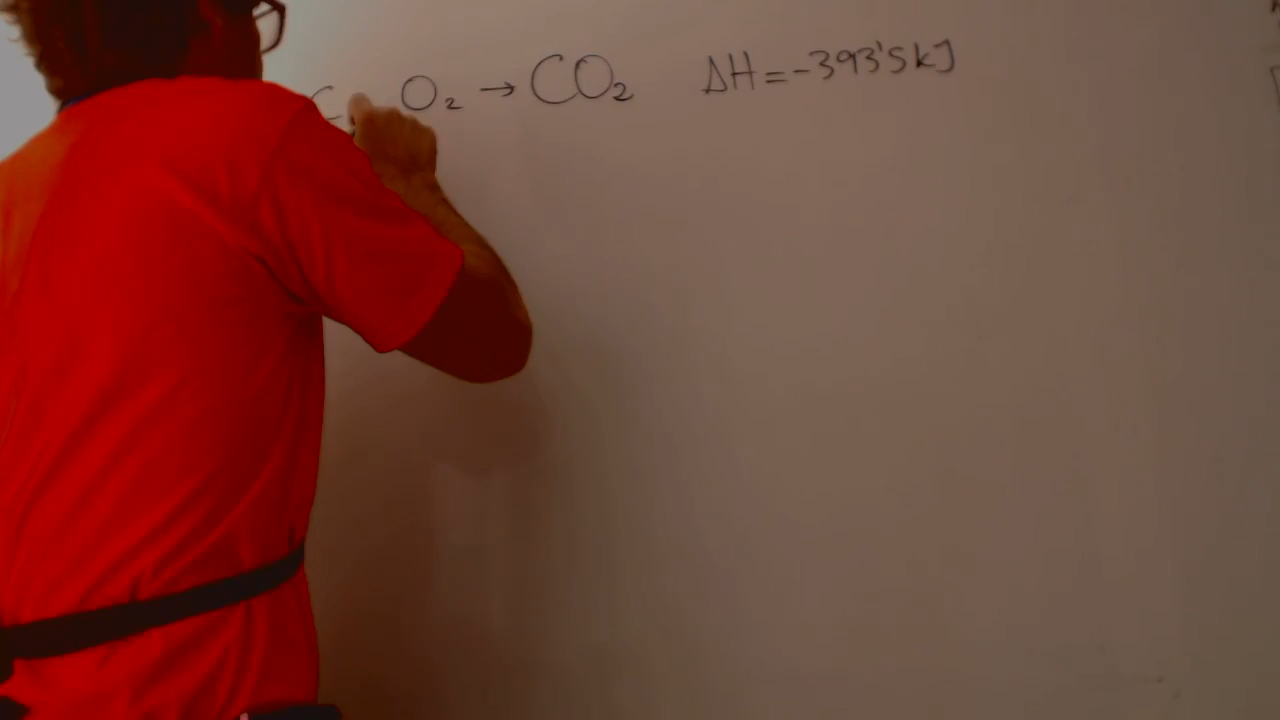 C O₂ → CO₂ ΔH = -393'5 kJ